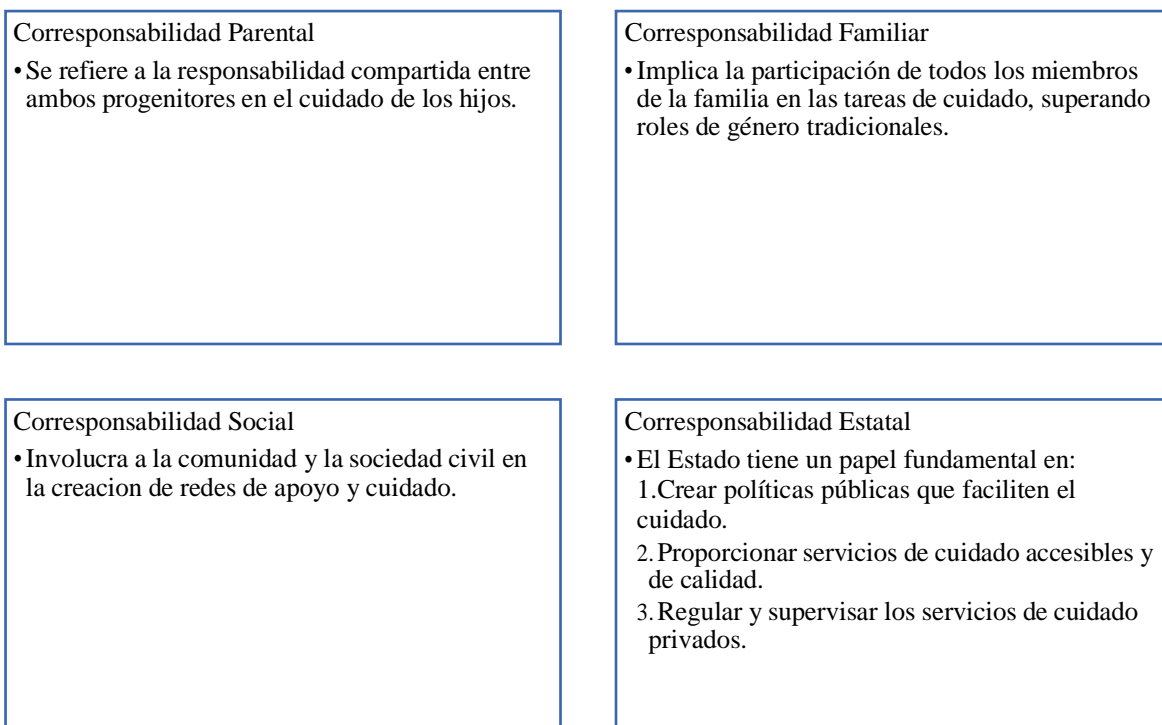 Corresponsabilidad Parental
•Se refiere a la responsabilidad compartida entre
ambos progenitores en el cuidado de los hijos.
Corresponsabilidad Familiar
•Implica la participación de todos los miembros
de la familia en las tareas de cuidado, superando
roles de género tradicionales.
Corresponsabilidad Social
•Involucra a la comunidad y la sociedad civil en
la creacion de redes de apoyo y cuidado.
Corresponsabilidad Estatal
•El Estado tiene un papel fundamental en:
1.Crear políticas públicas que faciliten el
cuidado.
2.Proporcionar servicios de cuidado accesibles y
de calidad.
3.Regular y supervisar los servicios de cuidado
privados.